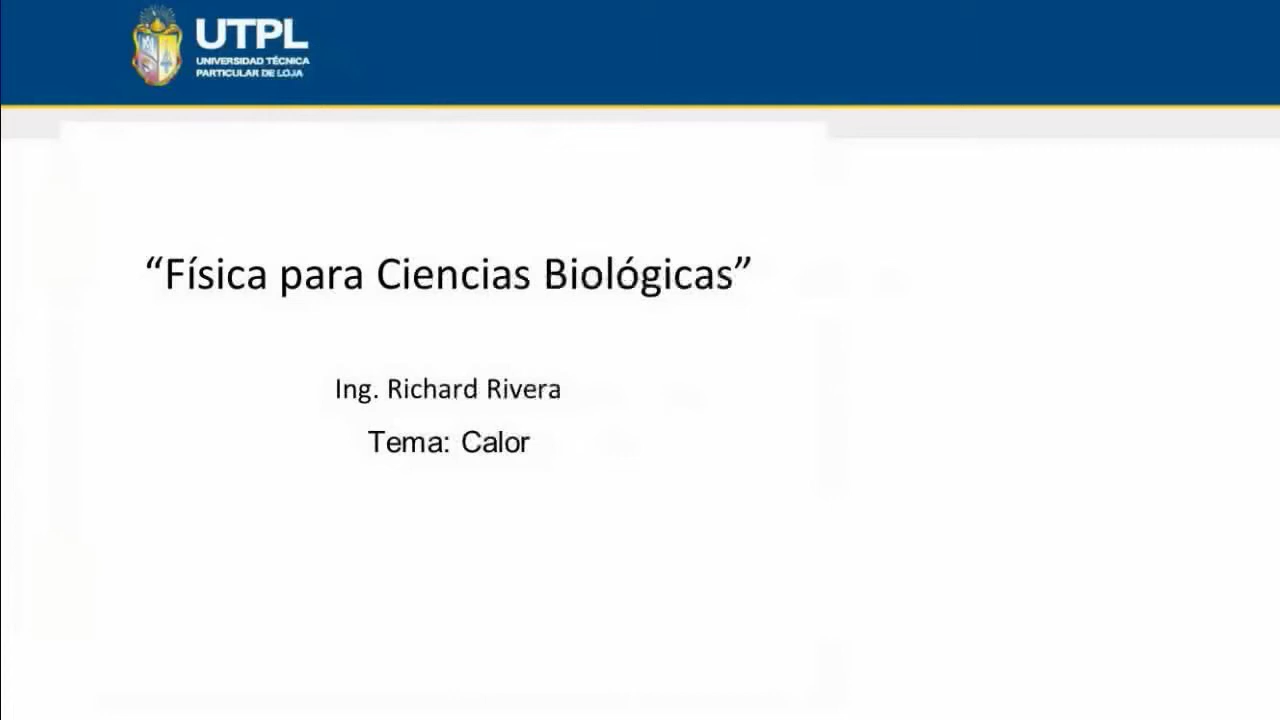 UTPL
UNIVERSIDAD TÉCNICA
PARTICULAR DE LOJA
“Física para Ciencias Biológicas”
Ing. Richard Rivera
Tema: Calor